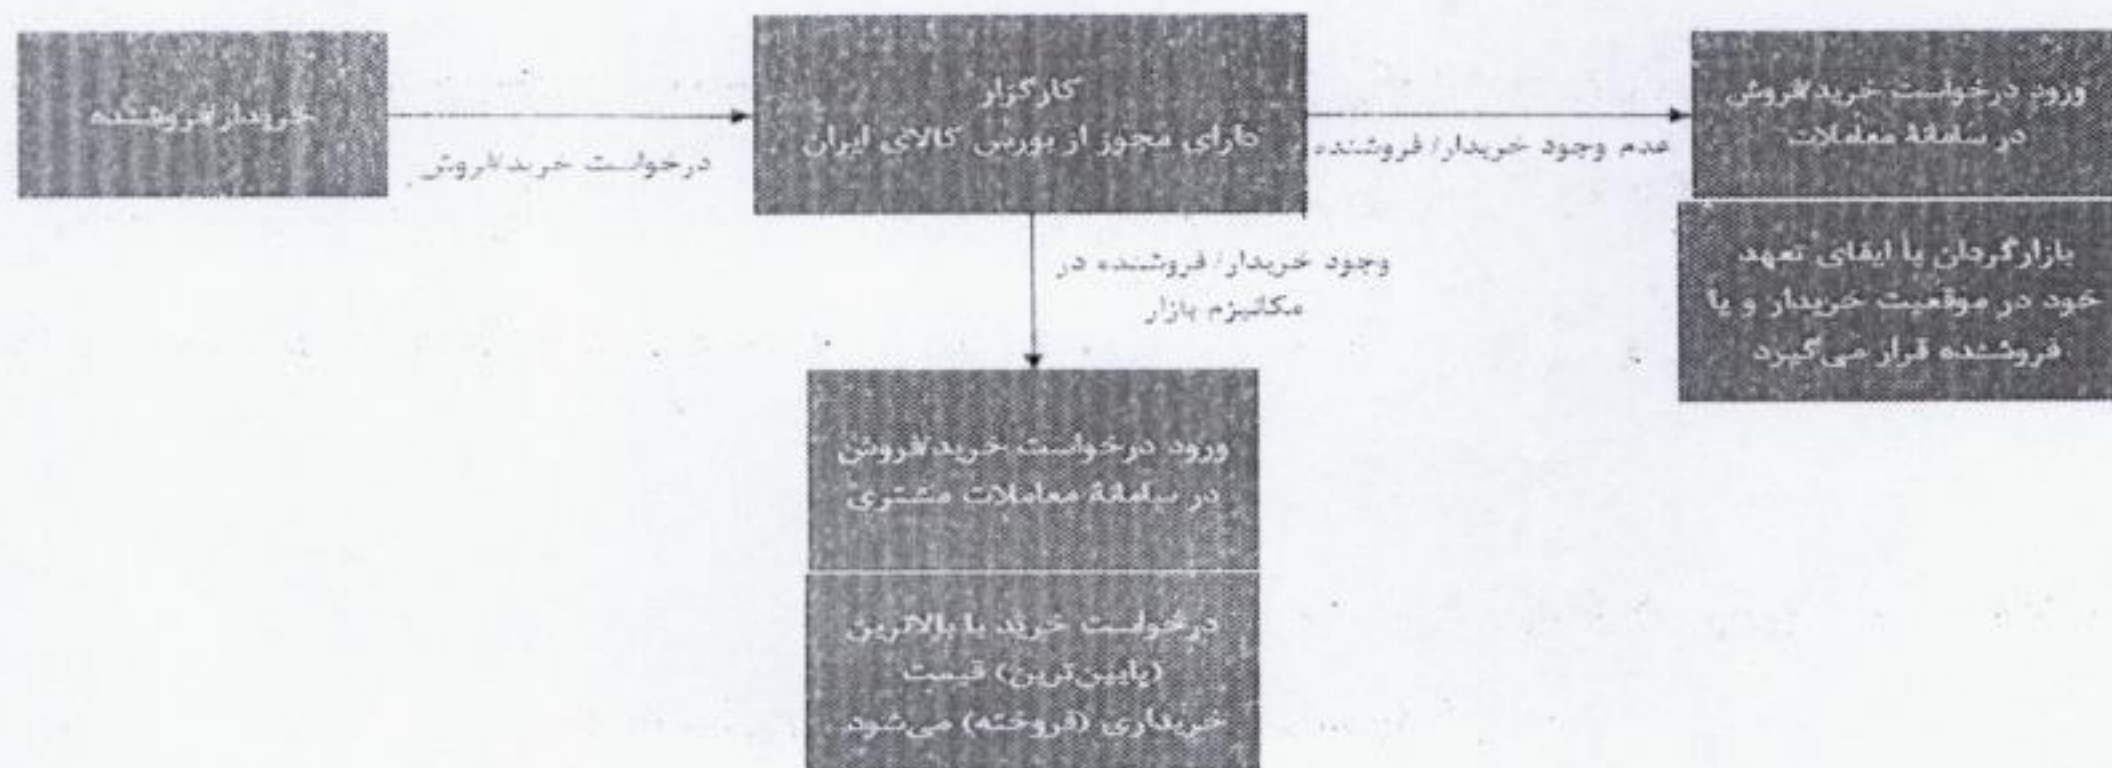 خریدار/فروشنده
درخواست خرید/فروش
کارگزار
دارای مجوز از بورس کالای ایران
عدم وجود خریدار/ فروشنده
ورود درخواست خرید/فروش
در سامانهٔ معاملات
بازارگردان با ایفای تعهد
خود در موقعیت خریدار و یا
فروشنده قرار می‌گیرد
وجود خریدار/ فروشنده در
مکانیزم بازار
ورود درخواست خرید/فروش
در سامانهٔ معاملات مشتری
درخواست خرید با بالاترین
(پایین‌ترین) قیمت
خریداری (فروخته) می‌شود.